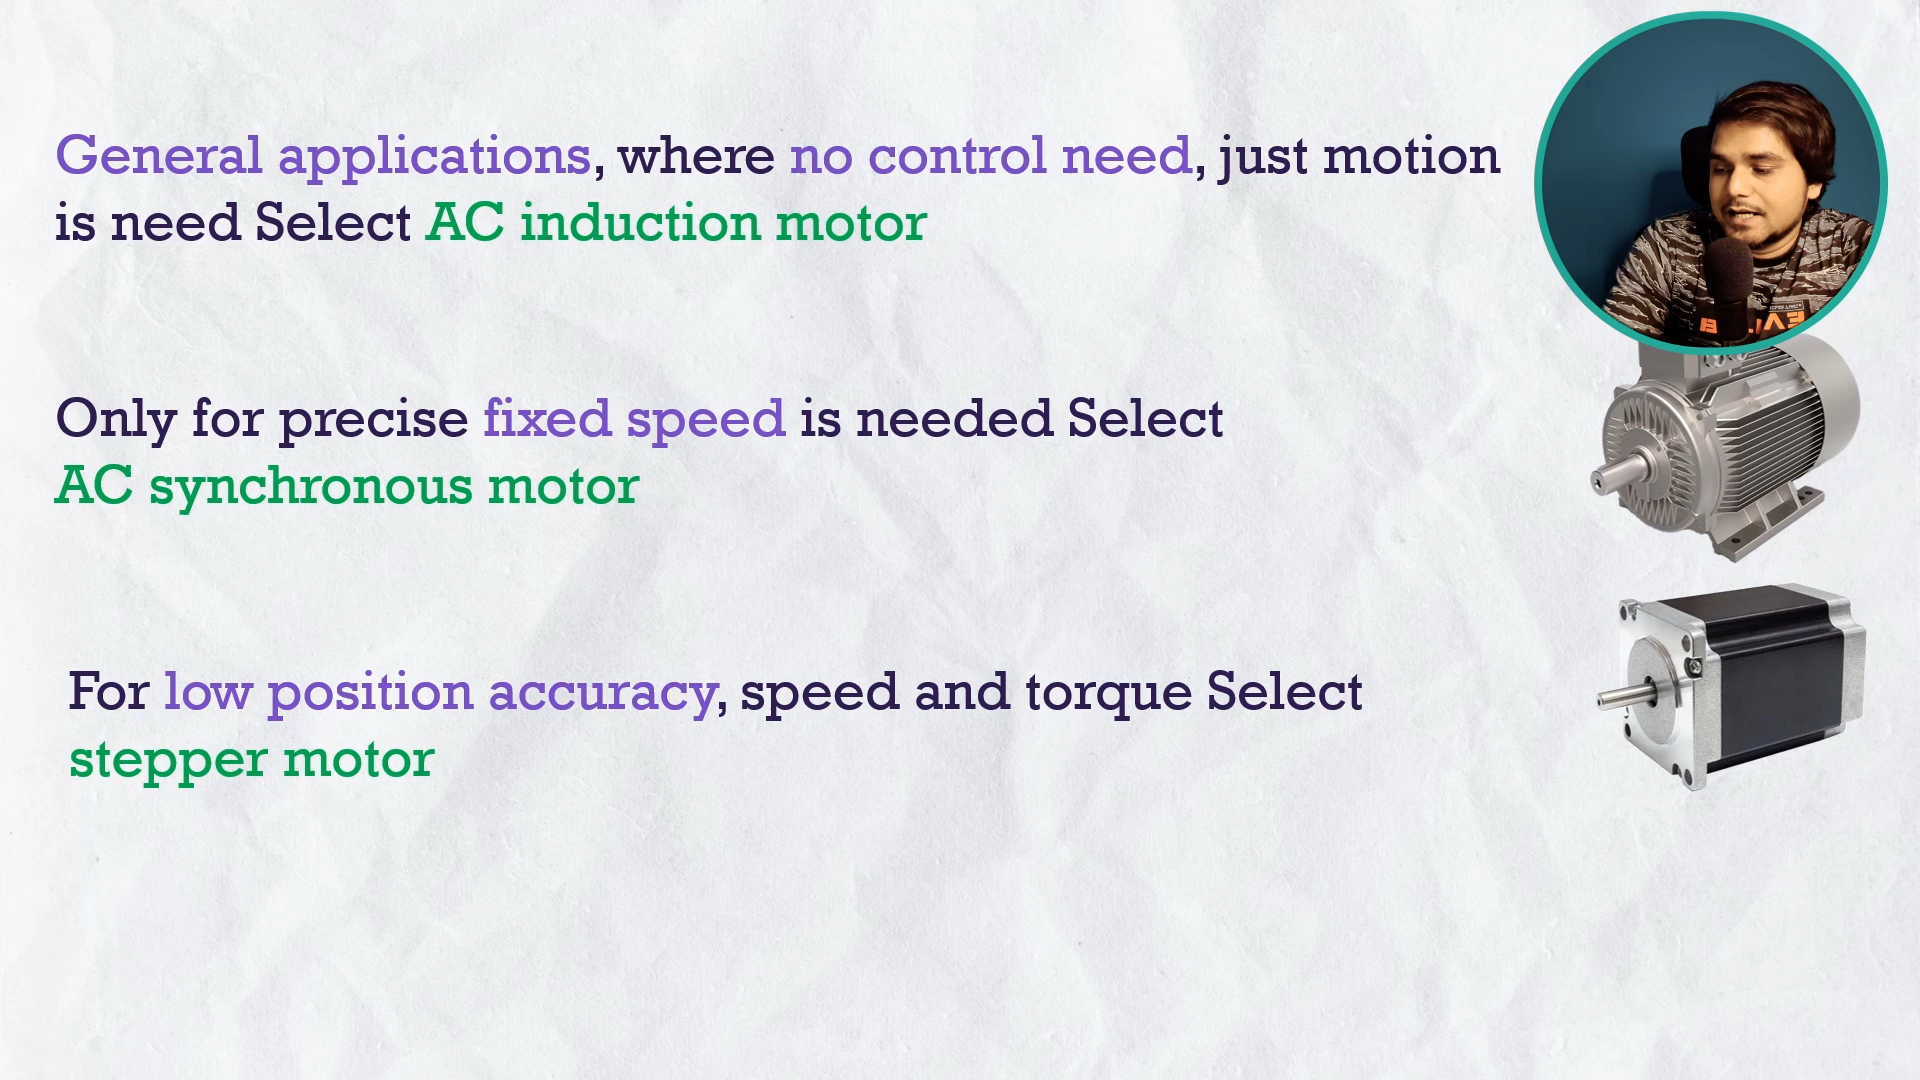 General applications, where no control need, just motion
is need Select AC induction motor
Only for precise fixed speed is needed Select
AC synchronous motor
For low position accuracy, speed and torque Select
stepper motor